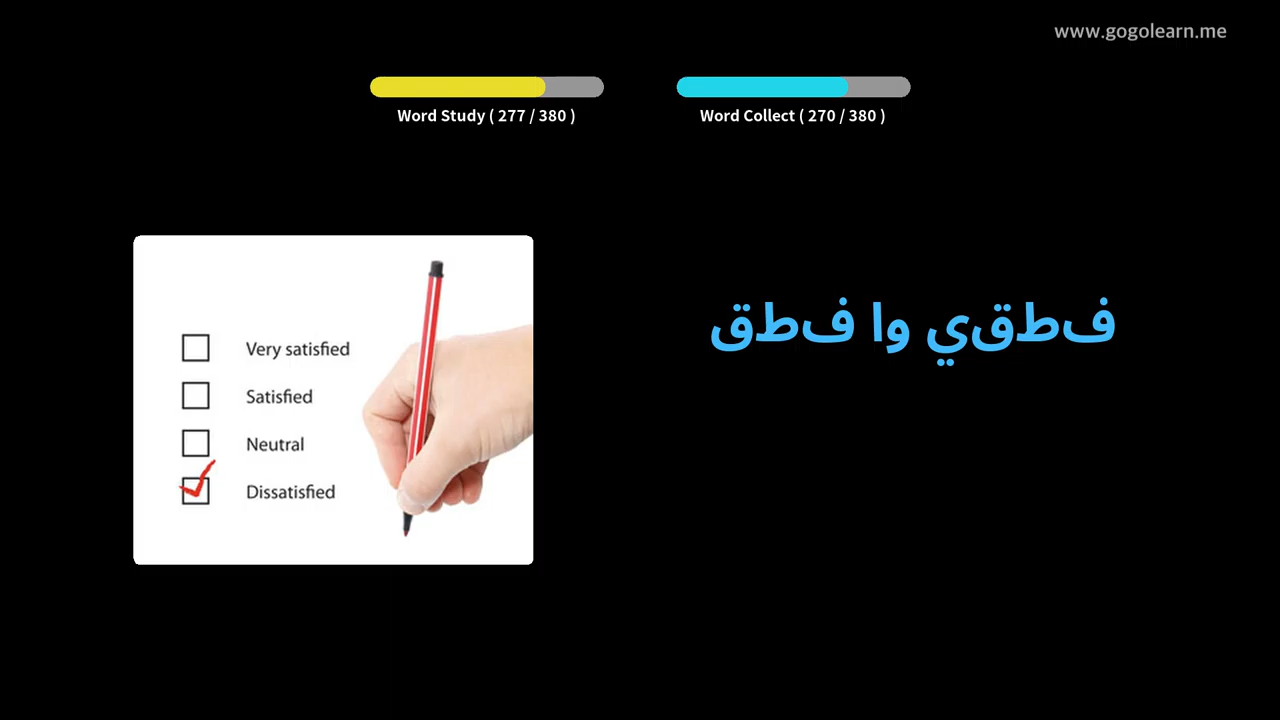 www.gogolearn.me
Word Study ( 277 / 380 )
Word Collect ( 270 / 380 )
فطقي وا فطق
Very satisfied
Satisfied
Neutral
Dissatisfied